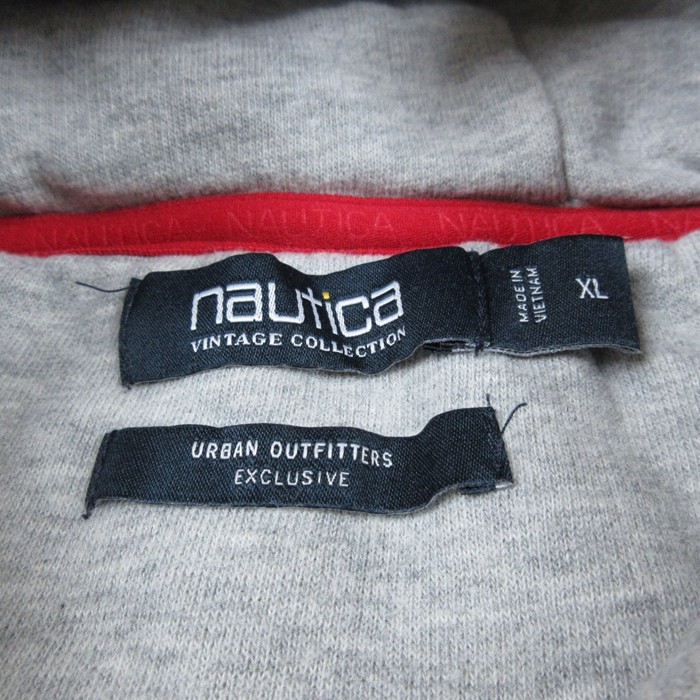 NAUTICA NAUTICA NAUTICA
nautica
VINTAGE COLLECTION
MADE IN
VIETNAM
XL
URBAN OUTFITTERS
EXCLUSIVE